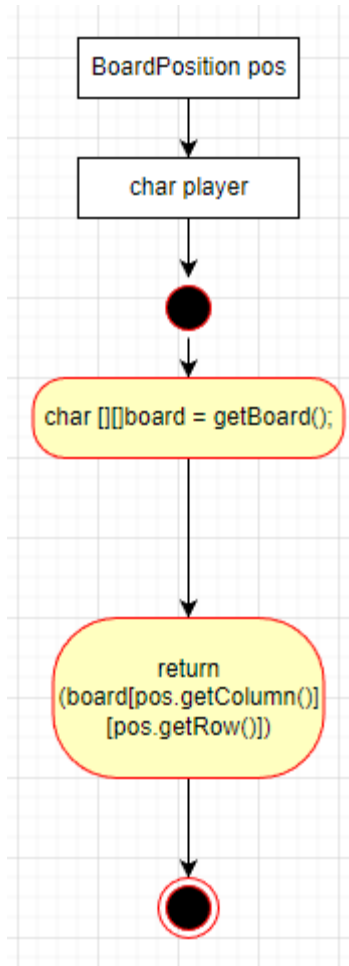 BoardPosition pos
char player
char [][]board = getBoard();
return
(board[pos.getColumn()]
[pos.getRow()])